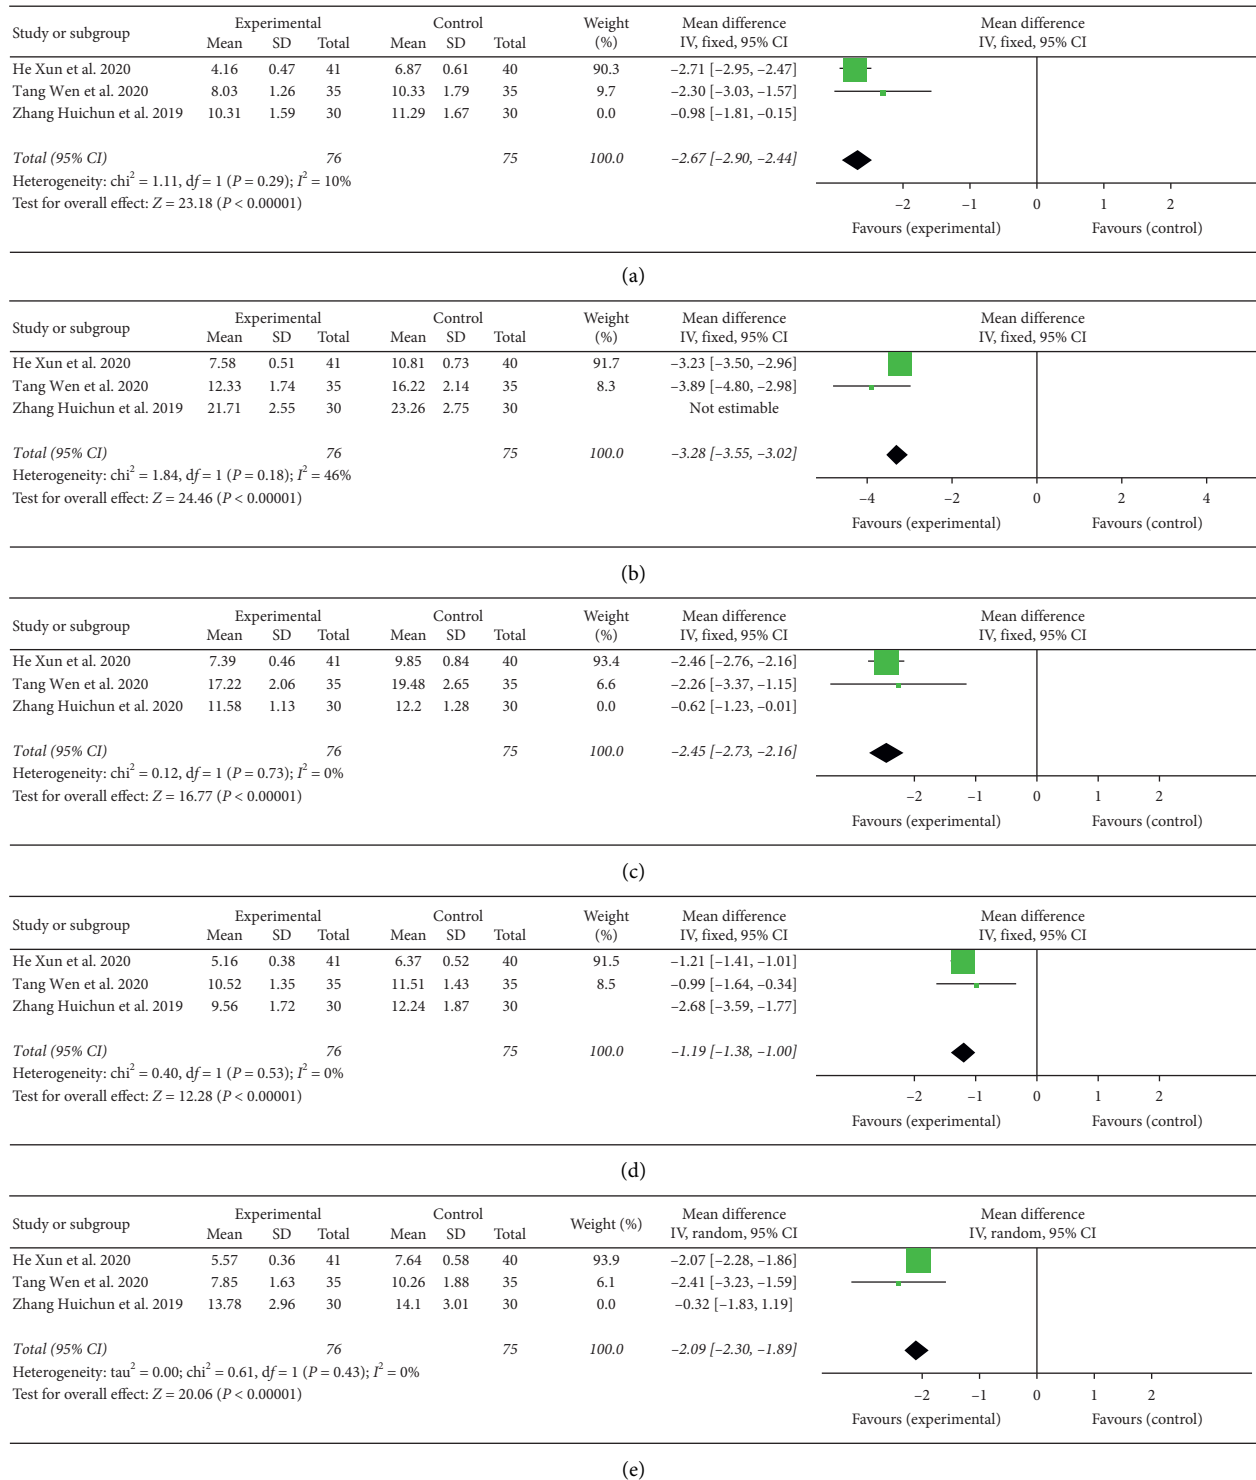 Study or subgroup Experimental Control Weight (%) Mean difference IV, fixed, 95% CI Mean difference IV, fixed, 95% CI
Mean SD Total Mean SD Total
He Xun et al. 2020 4.16 0.47 41 6.87 0.61 40 90.3 –2.71 [–2.95, –2.47]
Tang Wen et al. 2020 8.03 1.26 35 10.33 1.79 35 9.7 –2.30 [–3.03, –1.57]
Zhang Huichun et al. 2019 10.31 1.59 30 11.29 1.67 30 0.0 –0.98 [–1.81, –0.15]
Total (95% CI) 76 75 100.0 –2.67 [–2.90, –2.44]
Heterogeneity: chi² = 1.11, df = 1 (P = 0.29); I² = 10%
Test for overall effect: Z = 23.18 (P < 0.00001)
–2 –1 0 1 2
Favours (experimental) Favours (control)
(a)
Study or subgroup Experimental Control Weight (%) Mean difference IV, fixed, 95% CI Mean difference IV, fixed, 95% CI
Mean SD Total Mean SD Total
He Xun et al. 2020 7.58 0.51 41 10.81 0.73 40 91.7 –3.23 [–3.50, –2.96]
Tang Wen et al. 2020 12.33 1.74 35 16.22 2.14 35 8.3 –3.89 [–4.80, –2.98]
Zhang Huichun et al. 2019 21.71 2.55 30 23.26 2.75 30 Not estimable
Total (95% CI) 76 75 100.0 –3.28 [–3.55, –3.02]
Heterogeneity: chi² = 1.84, df = 1 (P = 0.18); I² = 46%
Test for overall effect: Z = 24.46 (P < 0.00001)
–4 –2 0 2 4
Favours (experimental) Favours (control)
(b)
Study or subgroup Experimental Control Weight (%) Mean difference IV, fixed, 95% CI Mean difference IV, fixed, 95% CI
Mean SD Total Mean SD Total
He Xun et al. 2020 7.39 0.46 41 9.85 0.84 40 93.4 –2.46 [–2.76, –2.16]
Tang Wen et al. 2020 17.22 2.06 35 19.48 2.65 35 6.6 –2.26 [–3.37, –1.15]
Zhang Huichun et al. 2020 11.58 1.13 30 12.2 1.28 30 0.0 –0.62 [–1.23, –0.01]
Total (95% CI) 76 75 100.0 –2.45 [–2.73, –2.16]
Heterogeneity: chi² = 0.12, df = 1 (P = 0.73); I² = 0%
Test for overall effect: Z = 16.77 (P < 0.00001)
–2 –1 0 1 2
Favours (experimental) Favours (control)
(c)
Study or subgroup Experimental Control Weight (%) Mean difference IV, fixed, 95% CI Mean difference IV, fixed, 95% CI
Mean SD Total Mean SD Total
He Xun et al. 2020 5.16 0.38 41 6.37 0.52 40 91.5 –1.21 [–1.41, –1.01]
Tang Wen et al. 2020 10.52 1.35 35 11.51 1.43 35 8.5 –0.99 [–1.64, –0.34]
Zhang Huichun et al. 2019 9.56 1.72 30 12.24 1.87 30 –2.68 [–3.59, –1.77]
Total (95% CI) 76 75 100.0 –1.19 [–1.38, –1.00]
Heterogeneity: chi² = 0.40, df = 1 (P = 0.53); I² = 0%
Test for overall effect: Z = 12.28 (P < 0.00001)
–2 –1 0 1 2
Favours (experimental) Favours (control)
(d)
Study or subgroup Experimental Control Weight (%) Mean difference IV, random, 95% CI Mean difference IV, random, 95% CI
Mean SD Total Mean SD Total
He Xun et al. 2020 5.57 0.36 41 7.64 0.58 40 93.9 –2.07 [–2.28, –1.86]
Tang Wen et al. 2020 7.85 1.63 35 10.26 1.88 35 6.1 –2.41 [–3.23, –1.59]
Zhang Huichun et al. 2019 13.78 2.96 30 14.1 3.01 30 0.0 –0.32 [–1.83, 1.19]
Total (95% CI) 76 75 100.0 –2.09 [–2.30, –1.89]
Heterogeneity: tau² = 0.00; chi² = 0.61, df = 1 (P = 0.43); I² = 0%
Test for overall effect: Z = 20.06 (P < 0.00001)
–2 –1 0 1 2
Favours (experimental) Favours (control)
(e)